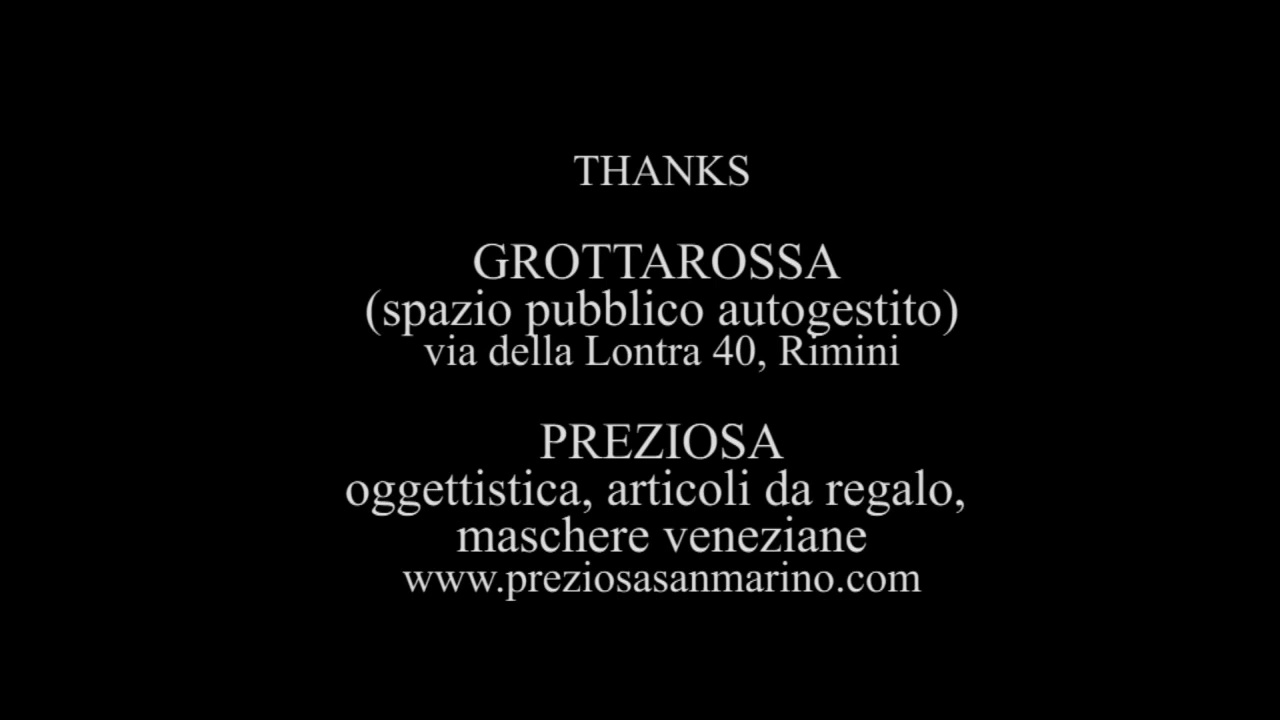 THANKS
GROTTAROSSA
(spazio pubblico autogestito)
via della Lontra 40, Rimini
PREZIOSA
oggettistica, articoli da regalo,
maschere veneziane
www.preziosasanmarino.com